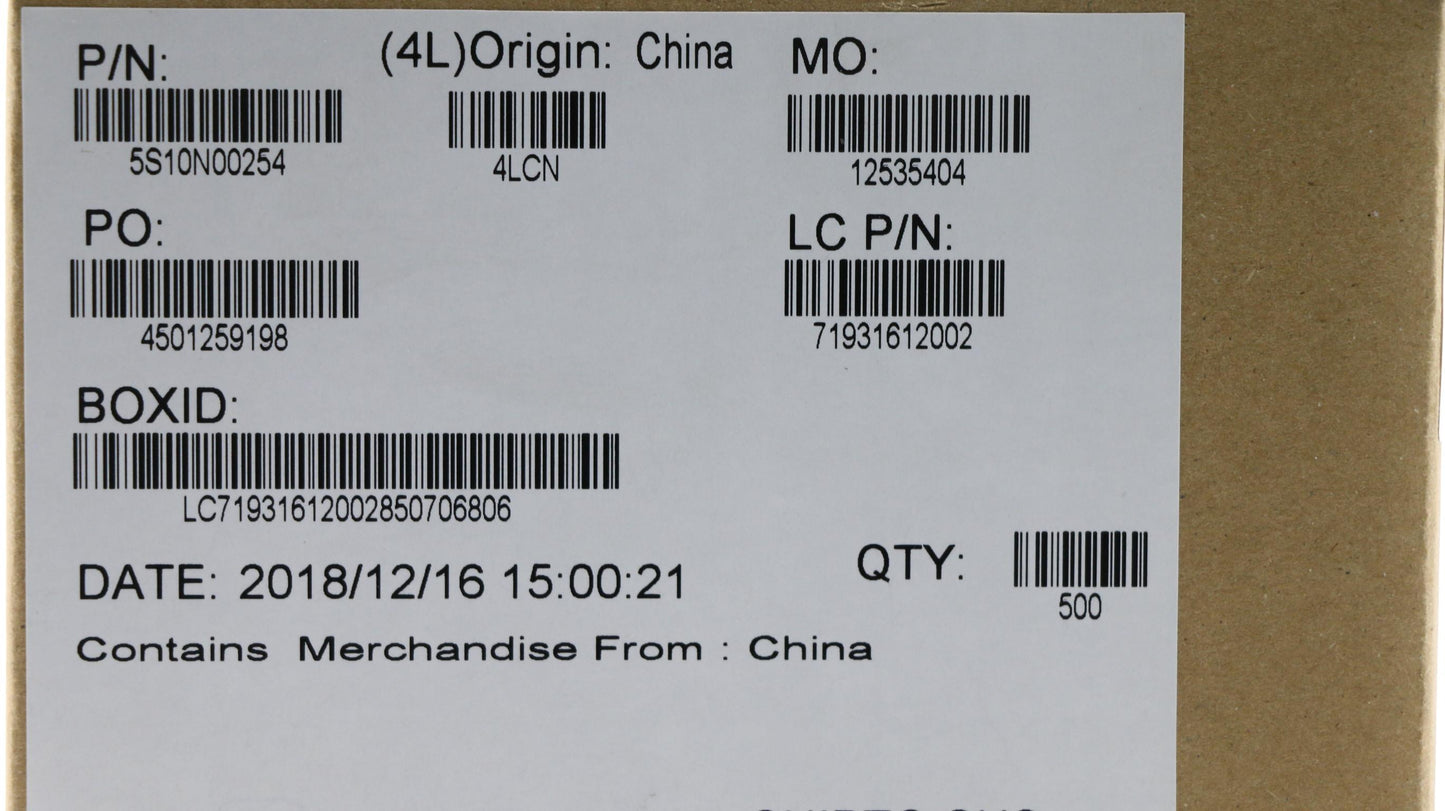 P/N:
(4L)Origin: China
MO:
5S10N00254
4LCN
12535404
PO:
LC P/N:
4501259198
71931612002
BOXID:
LC71931612002850706806
QTY:
500
DATE: 2018/12/16 15:00:21
Contains Merchandise From : China